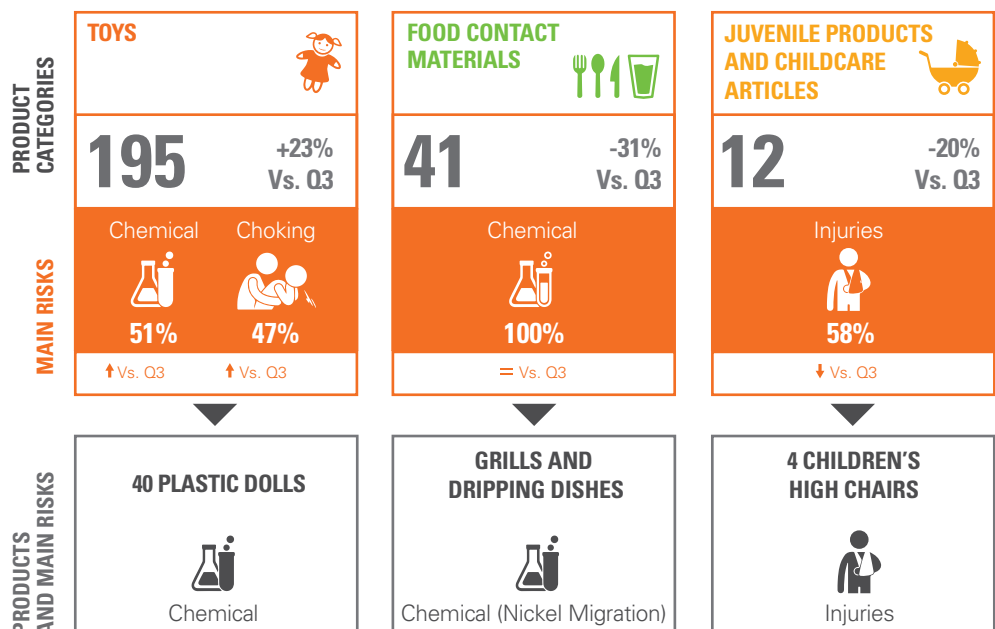 PRODUCT
CATEGORIES
TOYS
FOOD CONTACT
MATERIALS
JUVENILE PRODUCTS
AND CHILDCARE
ARTICLES
195
+23%
Vs. Q3
41
-31%
Vs. Q3
12
-20%
Vs. Q3
MAIN RISKS
Chemical
51%
Vs. Q3
Choking
47%
Vs. Q3
Chemical
100%
= Vs. Q3
Injuries
58%
Vs. Q3
PRODUCTS
AND MAIN RISKS
40 PLASTIC DOLLS
Chemical
GRILLS AND
DRIPPING DISHES
Chemical (Nickel Migration)
4 CHILDREN'S
HIGH CHAIRS
Injuries